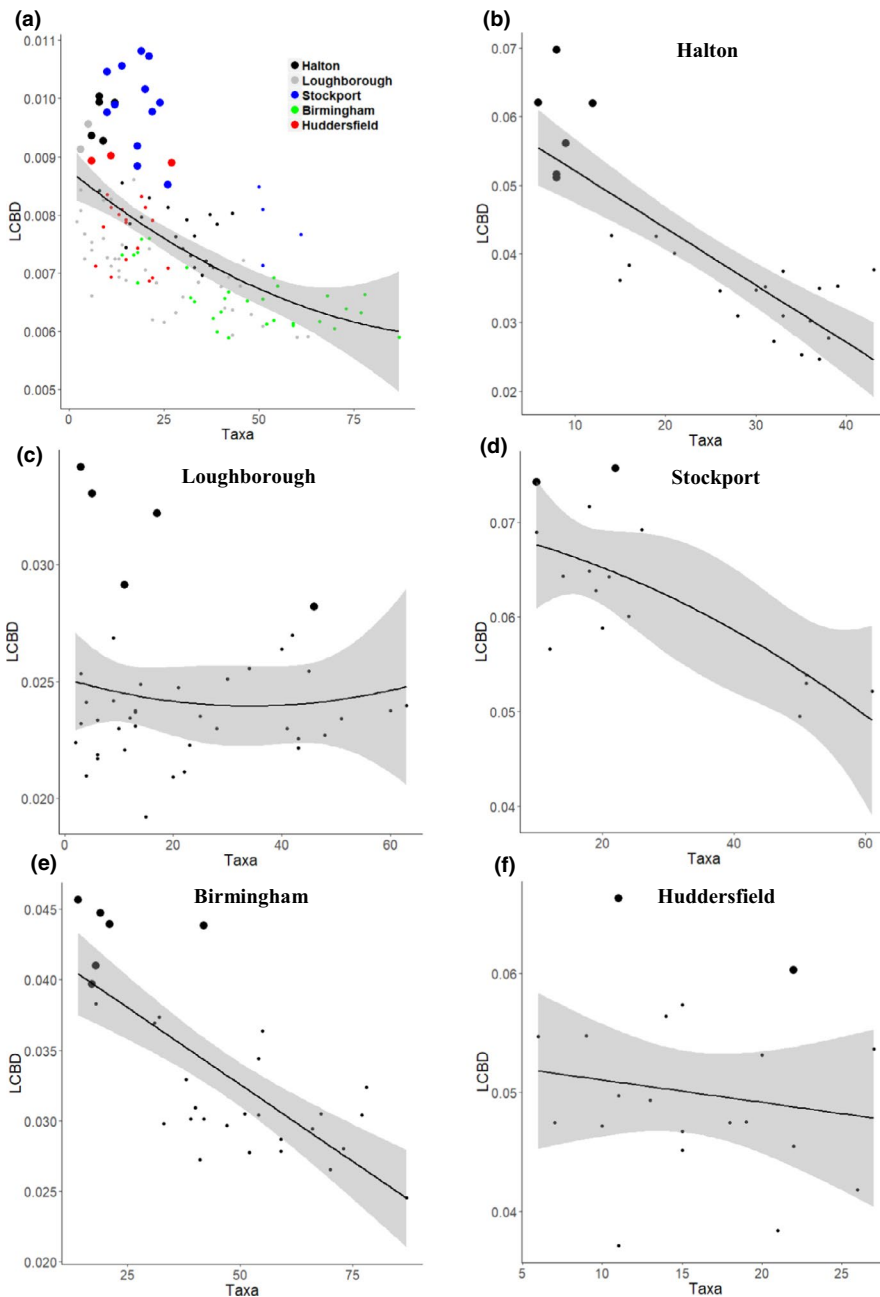 (a)
0.011
0.010
0.009
0.008
0.007
0.006
0.005
LCBD
0 25 50 75
Taxa
Halton
Loughborough
Stockport
Birmingham
Huddersfield
(b)
Halton
0.07
0.06
0.05
0.04
0.03
0.02
LCBD
10 20 30 40
Taxa
(c)
Loughborough
0.030
0.025
0.020
LCBD
0 20 40 60
Taxa
(d)
Stockport
0.07
0.06
0.05
0.04
LCBD
20 40 60
Taxa
(e)
Birmingham
0.045
0.040
0.035
0.030
0.025
0.020
LCBD
25 50 75
Taxa
(f)
Huddersfield
0.06
0.05
0.04
LCBD
5 10 15 20 25
Taxa